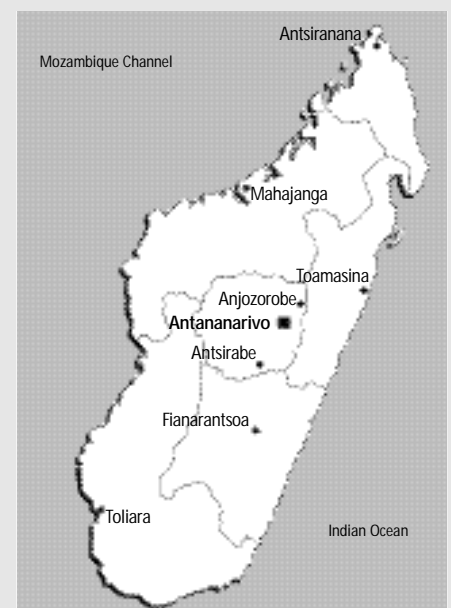 Antsiranana
Mozambique Channel
Mahajanga
Toamasina
Anjozorobe
Antananarivo
Antsirabe
Fianarantsoa
Toliara
Indian Ocean